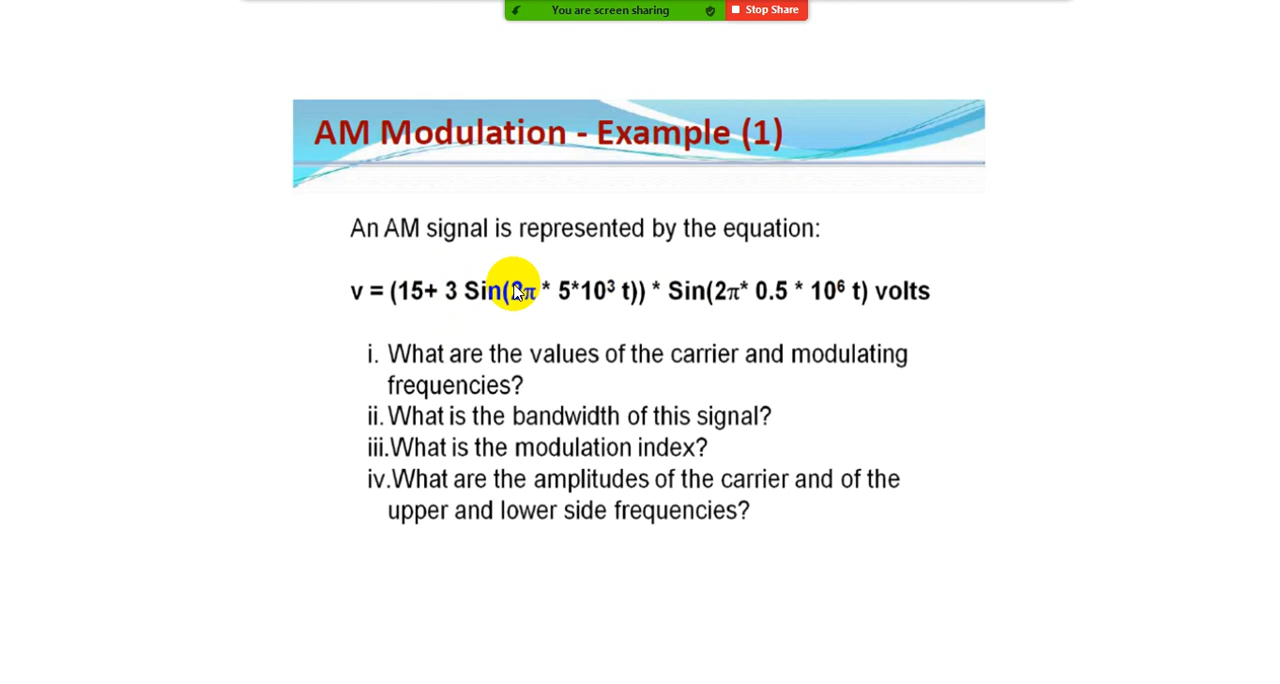 You are screen sharing Stop Share
AM Modulation - Example (1)
An AM signal is represented by the equation:
v = (15+ 3 Sin(2π * 5*10³ t)) * Sin(2π* 0.5 * 10⁶ t) volts
i. What are the values of the carrier and modulating
frequencies?
ii. What is the bandwidth of this signal?
iii.What is the modulation index?
iv.What are the amplitudes of the carrier and of the
upper and lower side frequencies?